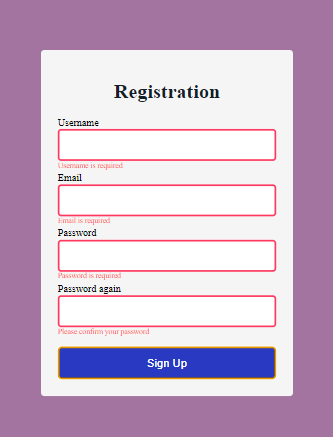 Registration
Username
Username is required
Email
Email is required
Password
Password is required
Password again
Please confirm your password
Sign Up